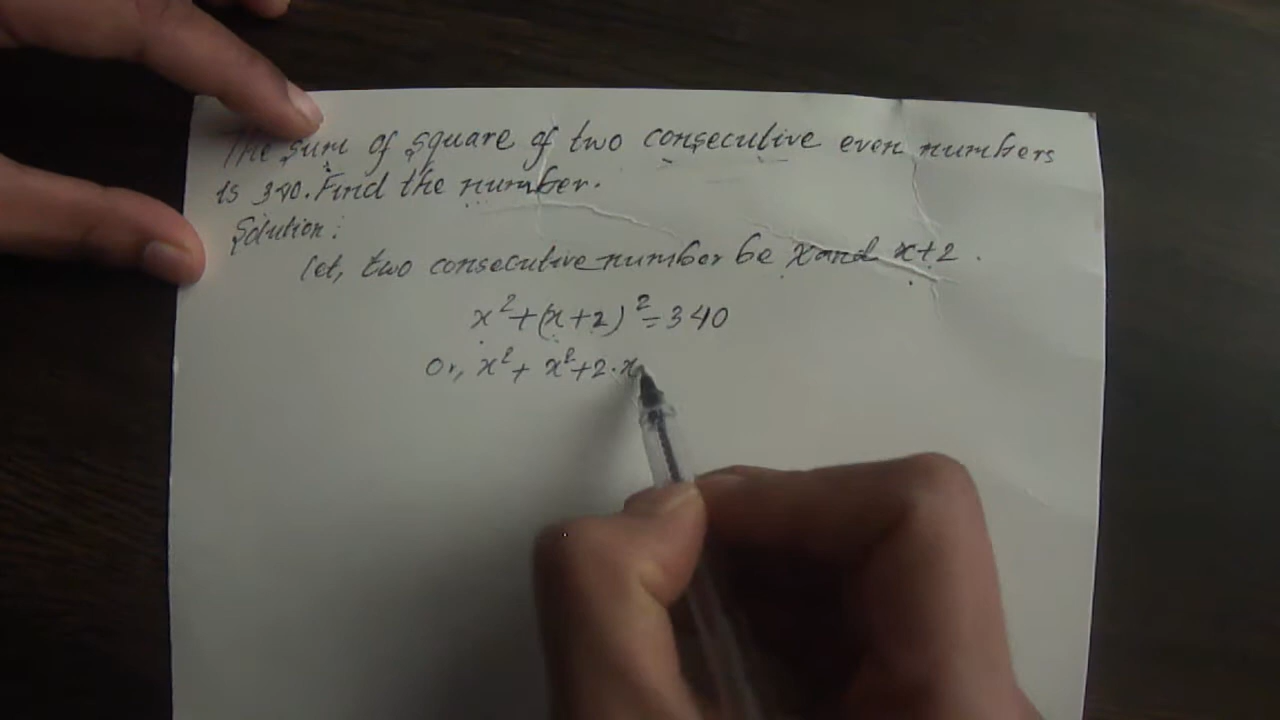 The sum of square of two consecutive even numbers
is 340. Find the number.
Solution:
Let, two consecutive number be x and x+2.
x²+(x+2)²=340
Or, x²+ x²+2·x